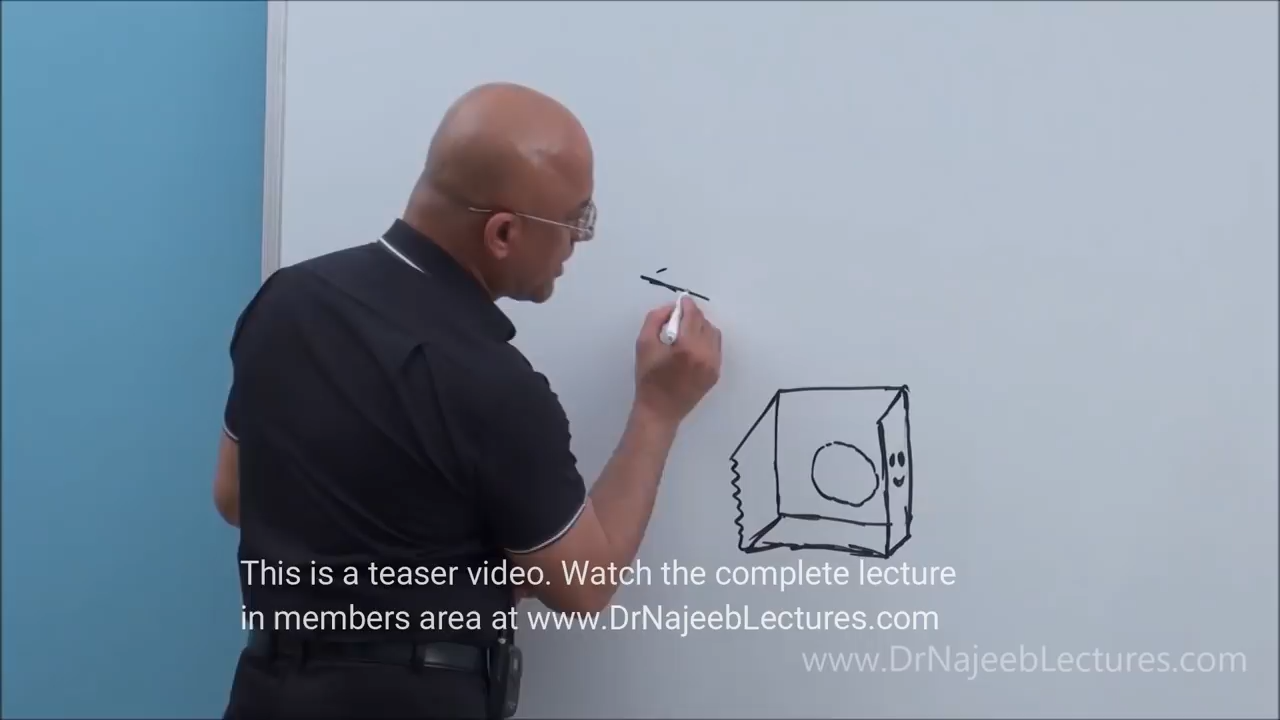 This is a teaser video. Watch the complete lecture
in members area at www.DrNajeebLectures.com
www.DrNajeebLectures.com